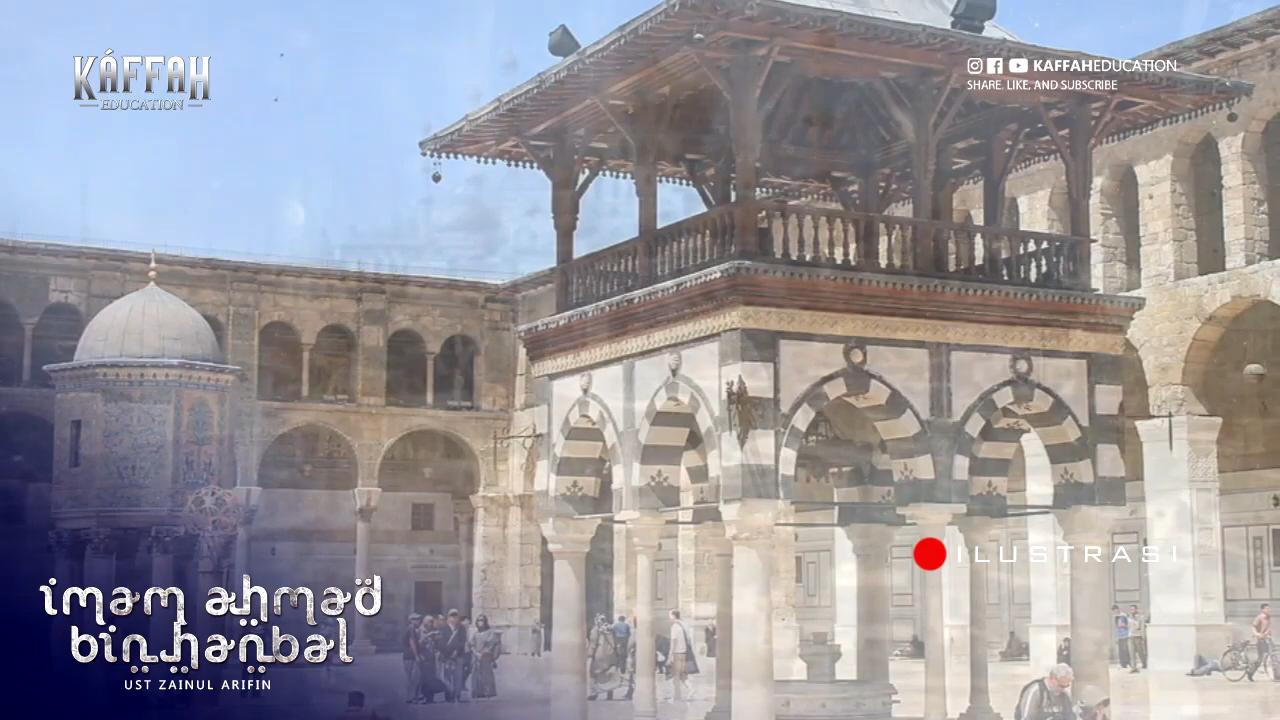 KÁFFAH
EDUCATION
KAFFAHEDUCATION
SHARE. LIKE, AND SUBSCRIBE
ILUSTRASI
imam ahmad
bin hanbal
UST ZAINUL ARIFIN